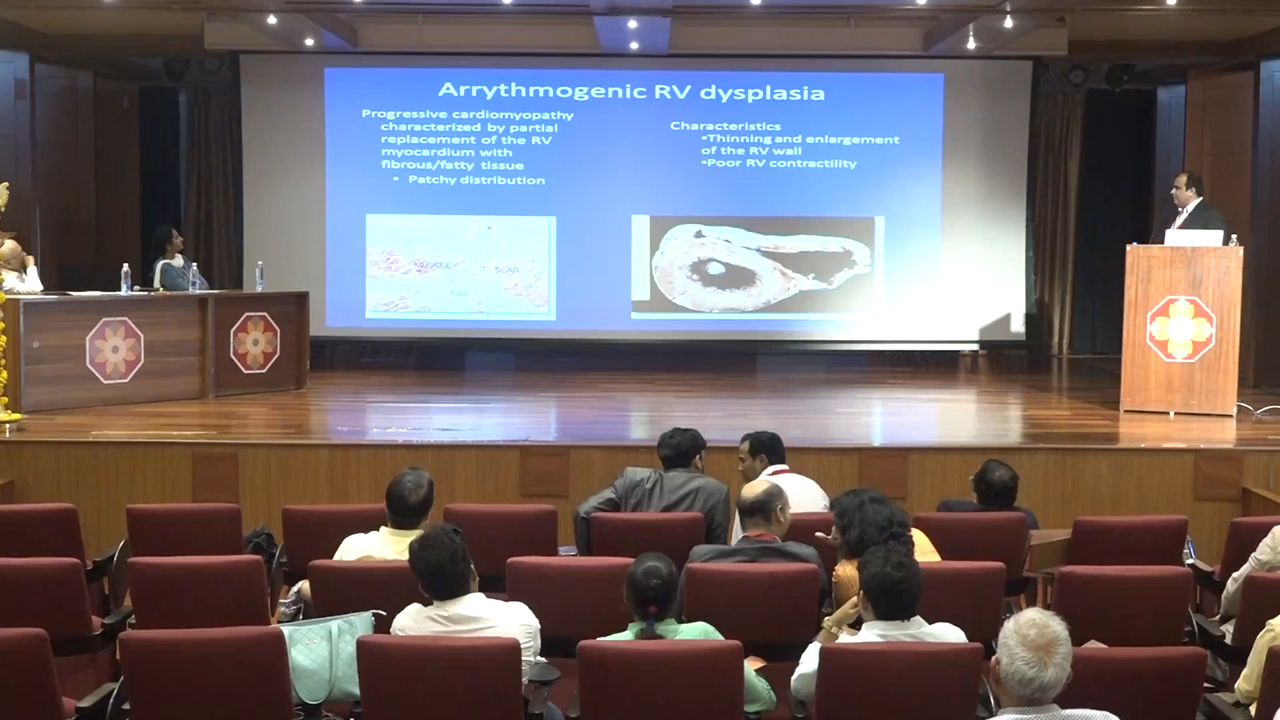 Arrythmogenic RV dysplasia
Progressive cardiomyopathy
characterized by partial
replacement of the RV
myocardium with
fibrous/fatty tissue
• Patchy distribution
Characteristics
•Thinning and enlargement
of the RV wall
•Poor RV contractility
SCAR
FAT